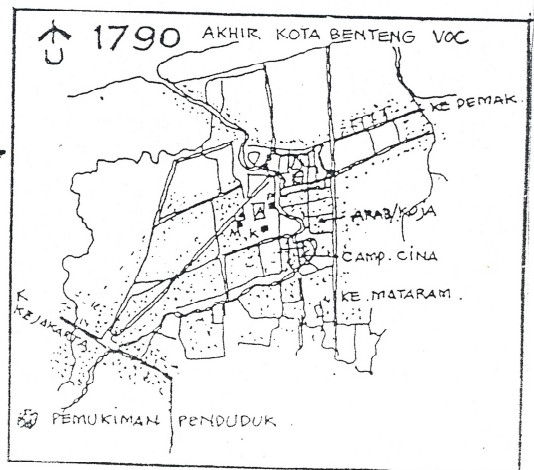 U
1790 AKHIR KOTA BENTENG VOC
KE DEMAK
A
M. K
ARAB/KOJA
CAMP. CINA
KE MATARAM.
K
KE JAKARTA
PEMUKIMAN PENDUDUK